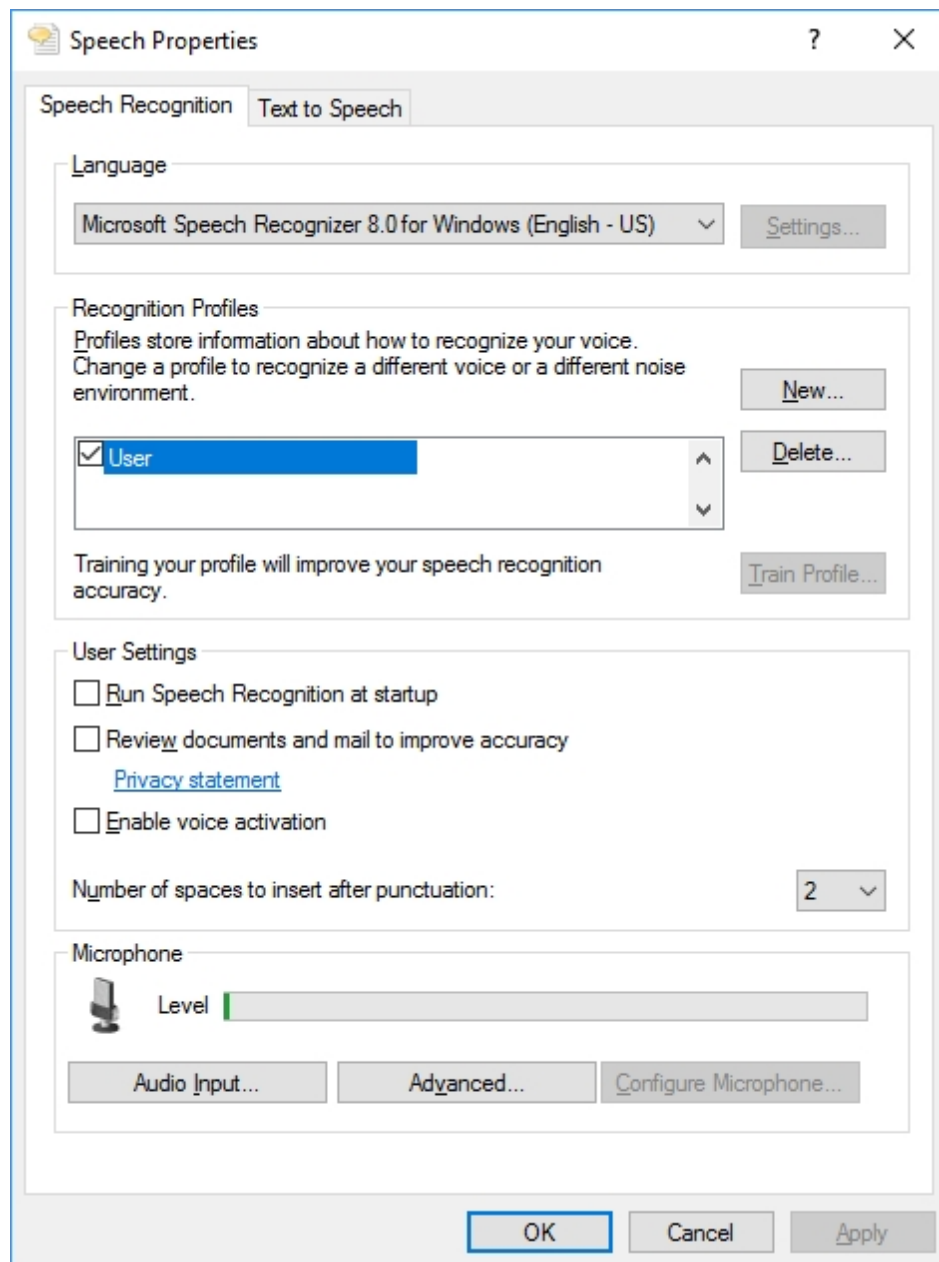 Speech Properties
?
Speech Recognition
Text to Speech
Language
Microsoft Speech Recognizer 8.0 for Windows (English - US)
Settings...
Recognition Profiles
Profiles store information about how to recognize your voice.
Change a profile to recognize a different voice or a different noise
environment.
New...
User
Delete...
Training your profile will improve your speech recognition
accuracy.
Train Profile...
User Settings
Run Speech Recognition at startup
Review documents and mail to improve accuracy
Privacy statement
Enable voice activation
Number of spaces to insert after punctuation:
2
Microphone
Level
Audio Input...
Advanced...
Configure Microphone...
OK
Cancel
Apply